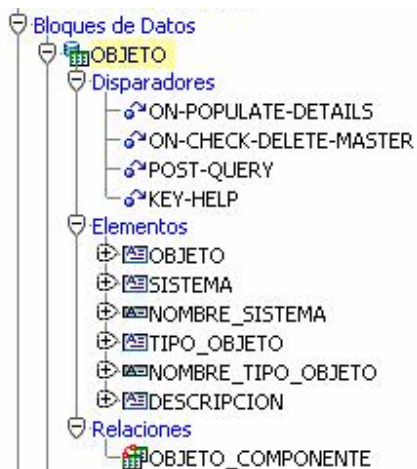 Bloques de Datos
OBJETO
Disparadores
ON-POPULATE-DETAILS
ON-CHECK-DELETE-MASTER
POST-QUERY
KEY-HELP
Elementos
OBJETO
SISTEMA
NOMBRE_SISTEMA
TIPO_OBJETO
NOMBRE_TIPO_OBJETO
DESCRIPCION
Relaciones
OBJETO_COMPONENTE